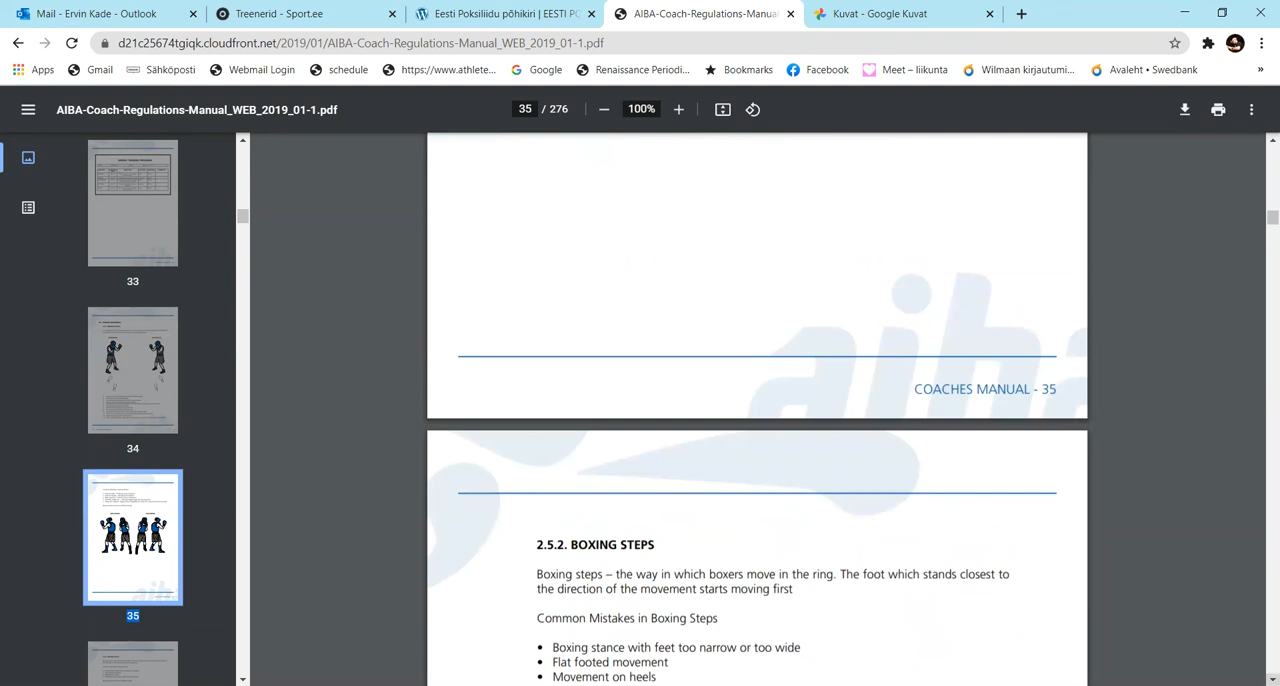 Mail - Ervin Kade - Outlook
Treenerid - Sport.ee
Eesti Poksiliidu põhikiri | EESTI PO
AIBA-Coach-Regulations-Manual
Kuvat - Google Kuvat
d21c25674tgiqk.cloudfront.net/2019/01/AIBA-Coach-Regulations-Manual_WEB_2019_01-1.pdf
Apps
Gmail
Sähköposti
Webmail Login
schedule
https://www.athlete...
Google
Renaissance Periodi...
Bookmarks
Facebook
Meet – liikunta
Wilmaan kirjautumi...
Avaleht • Swedbank
»
AIBA-Coach-Regulations-Manual_WEB_2019_01-1.pdf
35 / 276
100%
33
34
35
aiba
COACHES MANUAL - 35
2.5.2. BOXING STEPS
Boxing steps – the way in which boxers move in the ring. The foot which stands closest to
the direction of the movement starts moving first
Common Mistakes in Boxing Steps
• Boxing stance with feet too narrow or too wide
• Flat footed movement
• Movement on heels